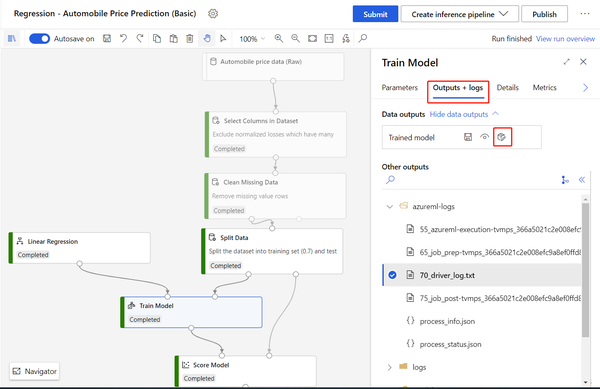 Regression - Automobile Price Prediction (Basic)
Submit
Create inference pipeline
Publish
Autosave on
100%
Run finished
View run overview
Automobile price data (Raw)
Select Columns in Dataset
Exclude normalized losses which have many
Completed
Clean Missing Data
Remove missing value rows
Completed
Linear Regression
Completed
Split Data
Split the dataset into training set (0.7) and test
Completed
Train Model
Completed
Score Model
Completed
Navigator
Train Model
Parameters
Outputs + logs
Details
Metrics
Data outputs
Hide data outputs
Trained model
Other outputs
azureml-logs
55_azureml-execution-tvmps_366a5021c2e008efc
65_job_prep-tvmps_366a5021c2e008efc9a8ef0ffd8
70_driver_log.txt
75_job_post-tvmps_366a5021c2e008efc9a8ef0ffd8
{ } process_info.json
{ } process_status.json
logs